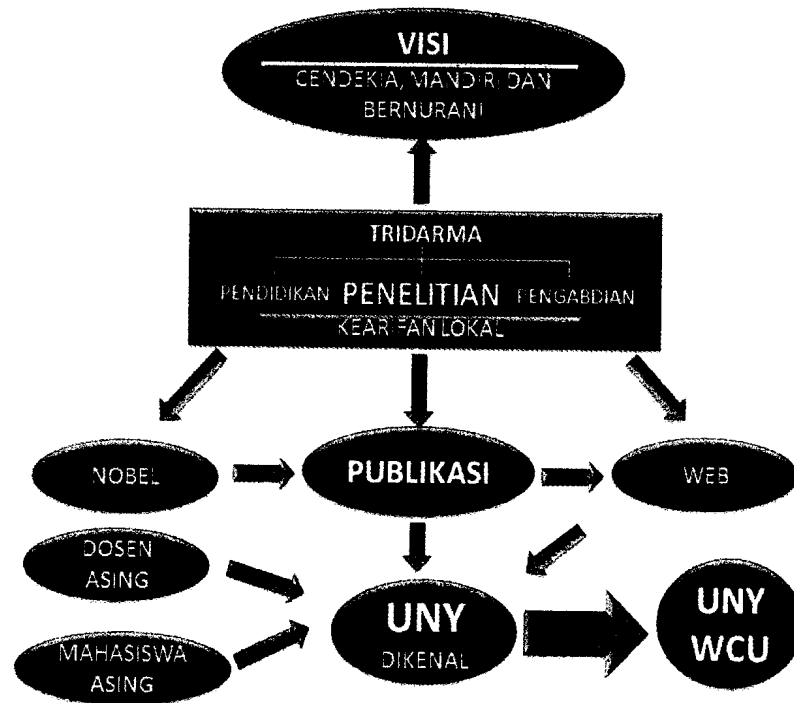 VISI
CENDEKIA, MANDIRI DAN
BERNURANI
TRIDARMA
PENDIDIKAN PENELITIAN PENGABDIAN
KEARIFAN LOKAL
NOBEL PUBLIKASI WEB
DOSEN
ASING
MAHASISWA
ASING
UNY
DIKENAL
UNY
WCU